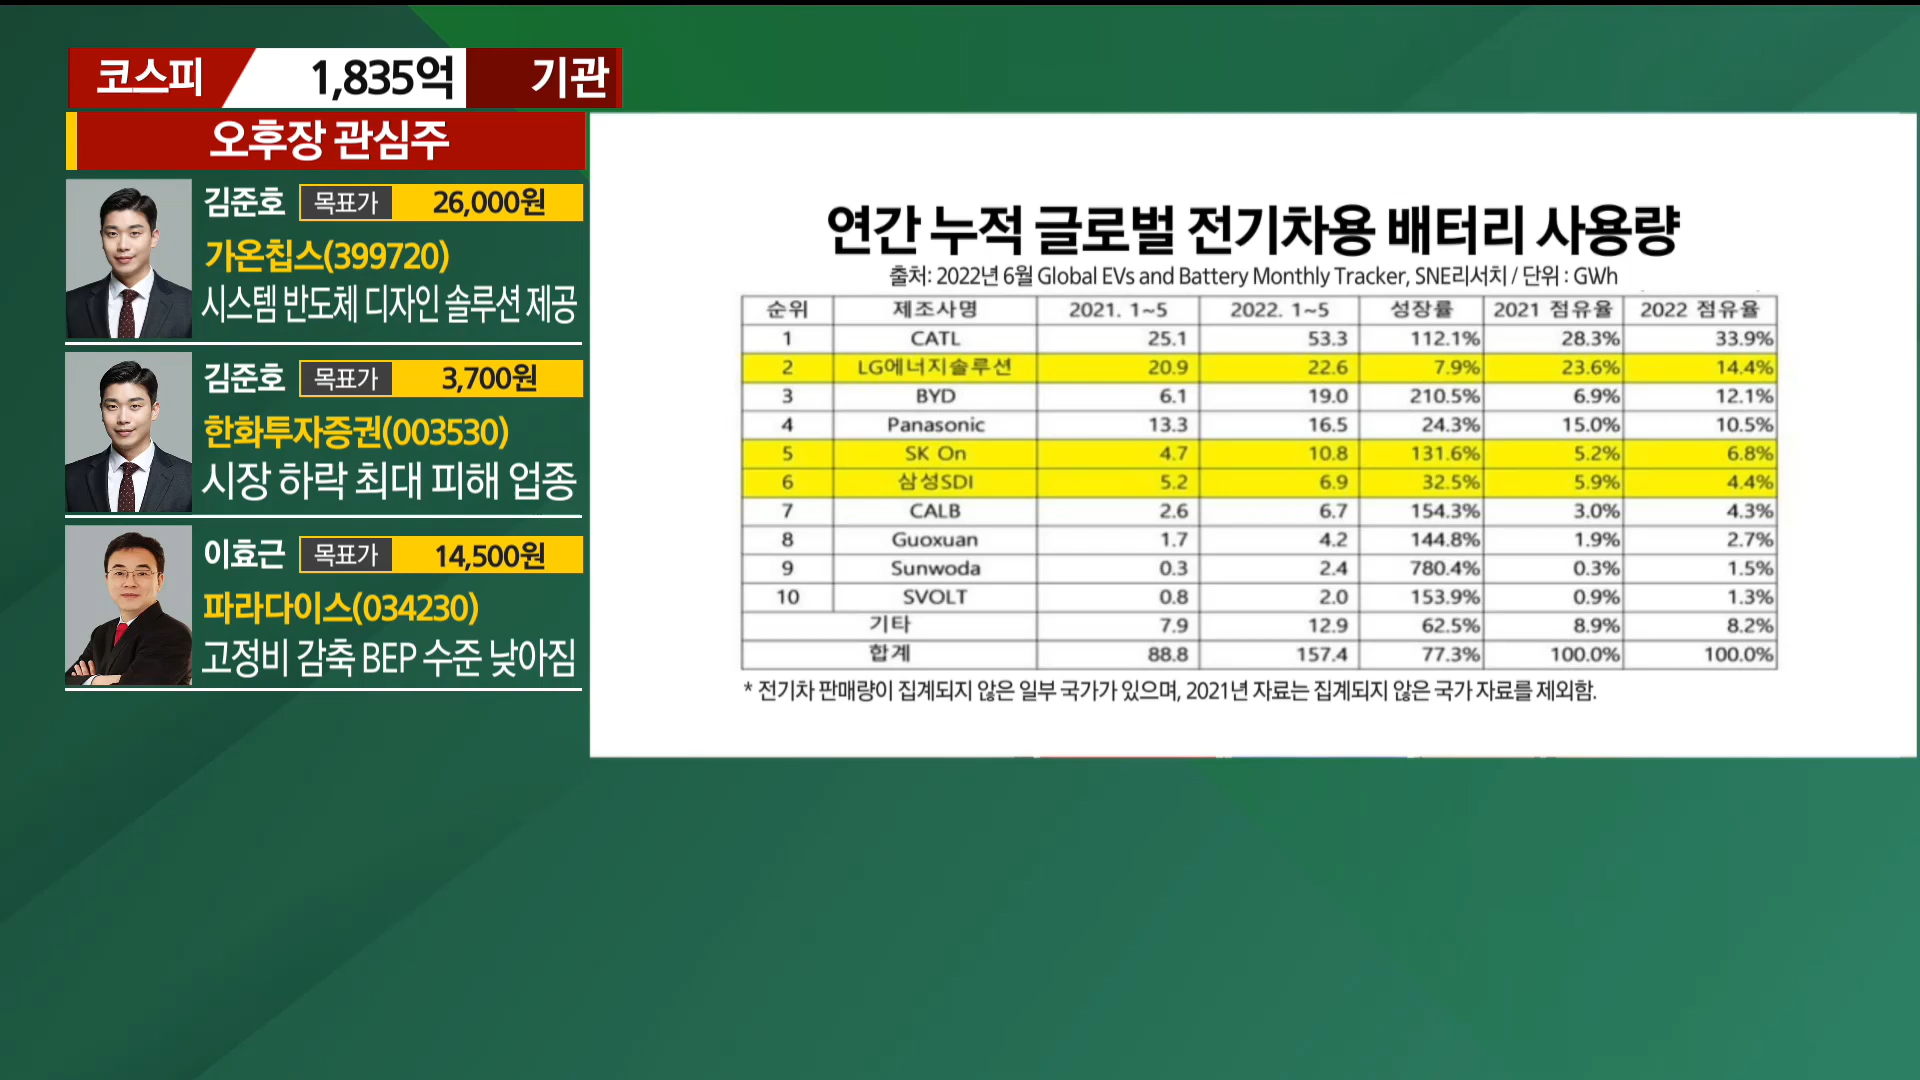 코스피 1,835억 기관
오후장 관심주
김준호 목표가 26,000원
가온칩스(399720)
시스템 반도체 디자인 솔루션 제공
김준호 목표가 3,700원
한화투자증권(003530)
시장 하락 최대 피해 업종
이효근 목표가 14,500원
파라다이스(034230)
고정비 감축 BEP 수준 낮아짐
연간 누적 글로벌 전기차용 배터리 사용량
출처: 2022년 6월 Global EVs and Battery Monthly Tracker, SNE리서치 / 단위 : GWh
순위 제조사명 2021. 1~5 2022. 1~5 성장률 2021 점유율 2022 점유율
1 CATL 25.1 53.3 112.1% 28.3% 33.9%
2 LG에너지솔루션 20.9 22.6 7.9% 23.6% 14.4%
3 BYD 6.1 19.0 210.5% 6.9% 12.1%
4 Panasonic 13.3 16.5 24.3% 15.0% 10.5%
5 SK On 4.7 10.8 131.6% 5.2% 6.8%
6 삼성SDI 5.2 6.9 32.5% 5.9% 4.4%
7 CALB 2.6 6.7 154.3% 3.0% 4.3%
8 Guoxuan 1.7 4.2 144.8% 1.9% 2.7%
9 Sunwoda 0.3 2.4 780.4% 0.3% 1.5%
10 SVOLT 0.8 2.0 153.9% 0.9% 1.3%
기타 7.9 12.9 62.5% 8.9% 8.2%
합계 88.8 157.4 77.3% 100.0% 100.0%
* 전기차 판매량이 집계되지 않은 일부 국가가 있으며, 2021년 자료는 집계되지 않은 국가 자료를 제외함.